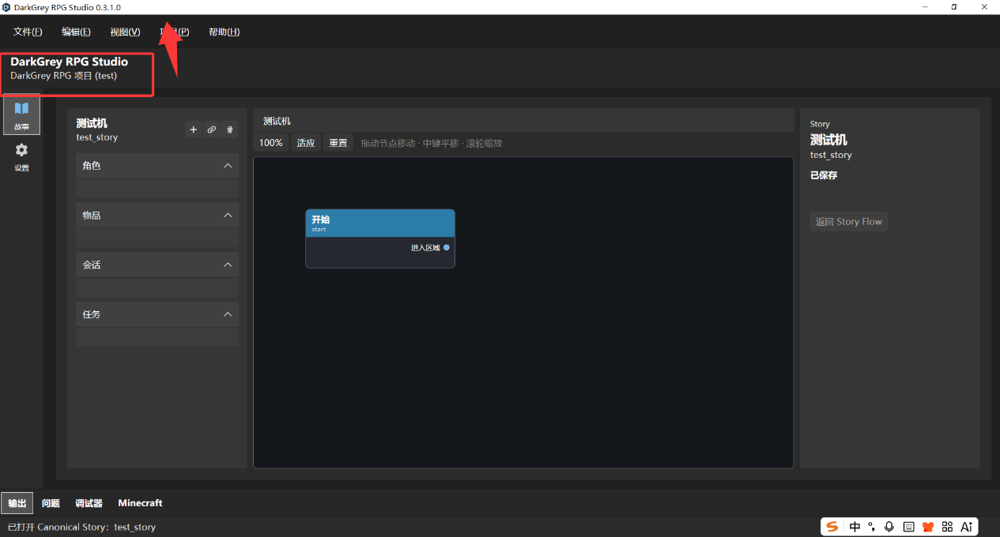 DarkGrey RPG Studio 0.3.1.0
文件(F) 编辑(E) 视图(V) 项目(P) 帮助(H)
DarkGrey RPG Studio
DarkGrey RPG 项目 (test)
故事
设置
测试机
test_story
角色
物品
会话
任务
测试机
100% 适应 重置 拖动节点移动 · 中键平移 · 滚轮缩放
开始
start
进入区域
Story
测试机
test_story
已保存
返回 Story Flow
输出 问题 调试器 Minecraft
已打开 Canonical Story：test_story
中